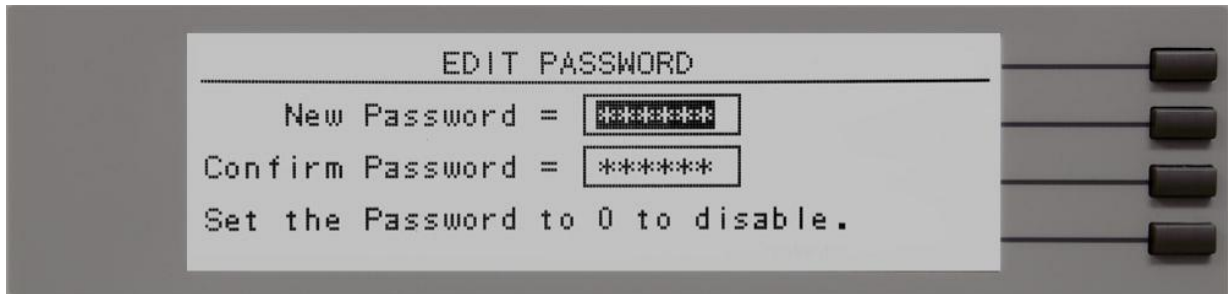 EDIT PASSWORD
New Password = ******
Confirm Password = ******
Set the Password to 0 to disable.